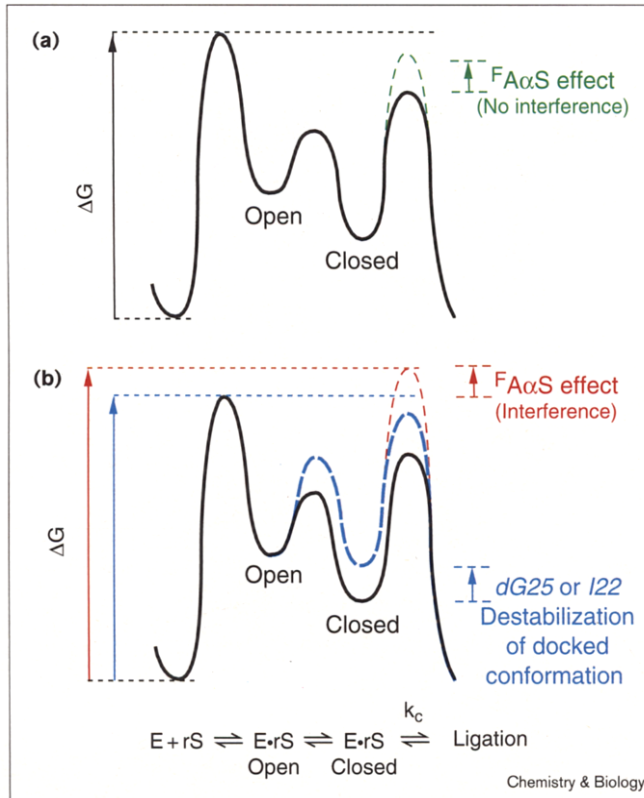 (a)
FAαS effect
(No interference)
ΔG
Open
Closed
(b)
FAαS effect
(Interference)
ΔG
Open
Closed
dG25 or I22
Destabilization
of docked
conformation
kc
E + rS ⇌ E•rS ⇌ E•rS ⇌ Ligation
Open Closed
Chemistry & Biology